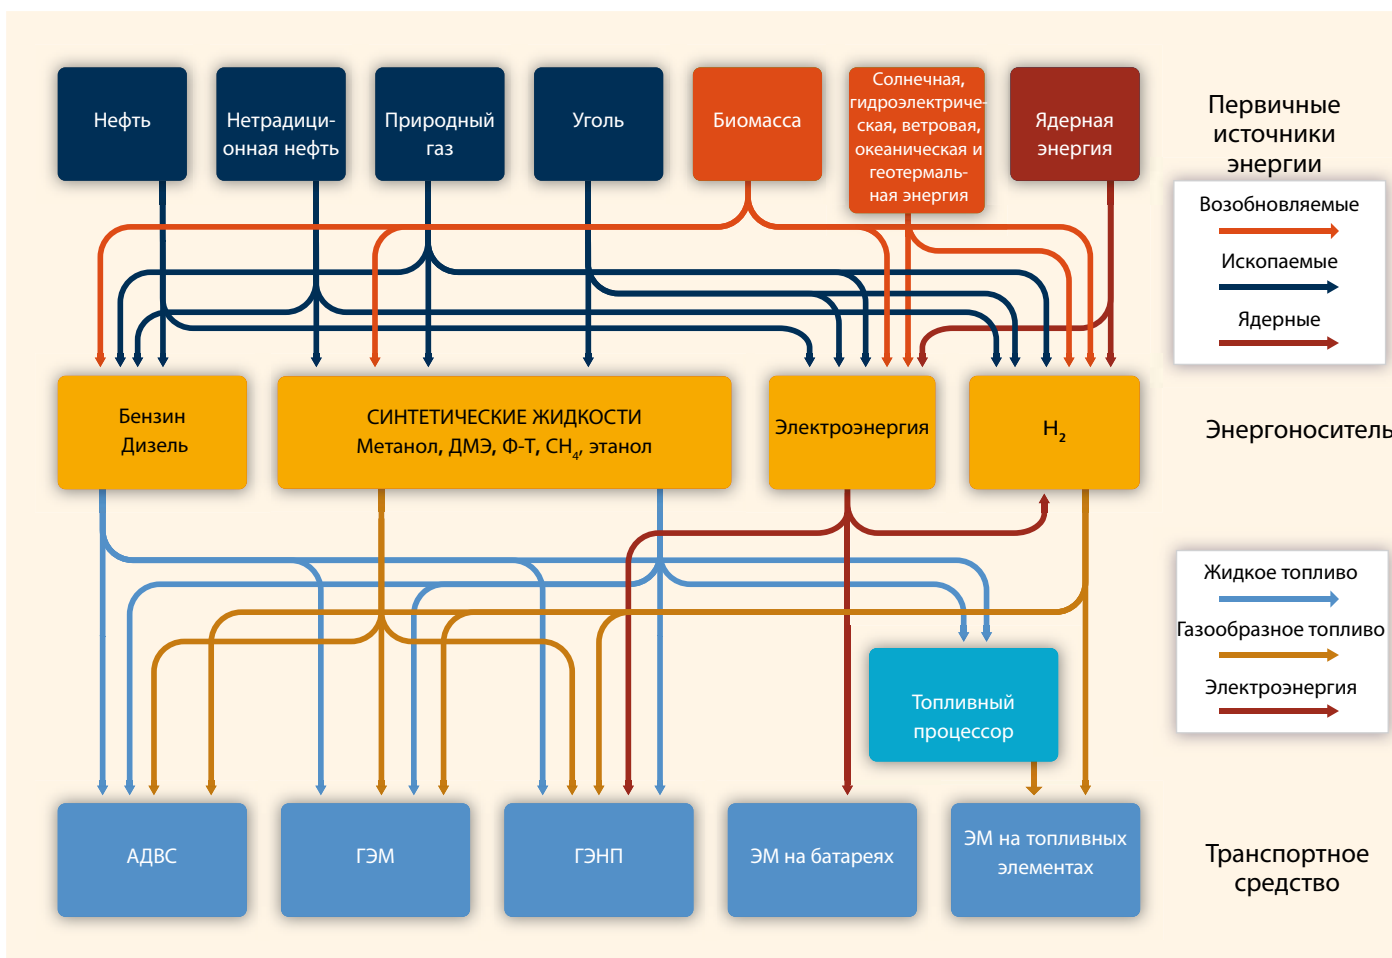 Нефть
Нетрадици-
онная нефть
Природный
газ
Уголь
Биомасса
Солнечная,
гидроэлектриче-
ская, ветровая,
океаническая и
геотермаль-
ная энергия
Ядерная
энергия
Первичные
источники
энергии
Возобновляемые
Ископаемые
Ядерные
Бензин
Дизель
СИНТЕТИЧЕСКИЕ ЖИДКОСТИ
Метанол, ДМЭ, Ф-Т, CH₄, этанол
Электроэнергия
H₂
Энергоноситель
Жидкое топливо
Газообразное топливо
Электроэнергия
Топливный
процессор
АДВС
ГЭМ
ГЭНП
ЭМ на батареях
ЭМ на топливных
элементах
Транспортное
средство